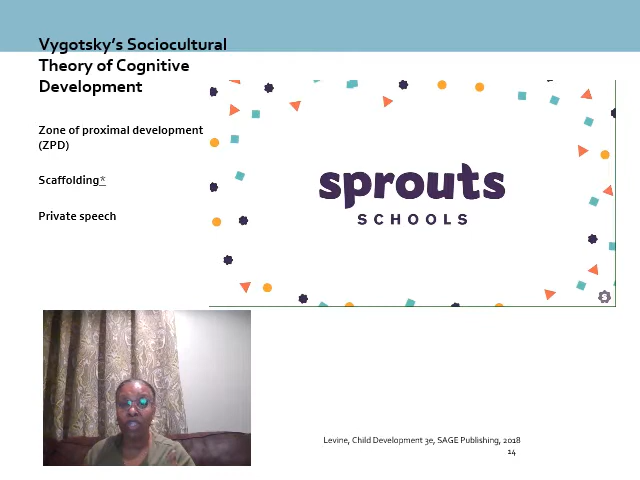 Vygotsky's Sociocultural
Theory of Cognitive
Development
Zone of proximal development
(ZPD)
Scaffolding*
Private speech
sprouts
SCHOOLS
3
Levine, Child Development 3e, SAGE Publishing, 2018
14